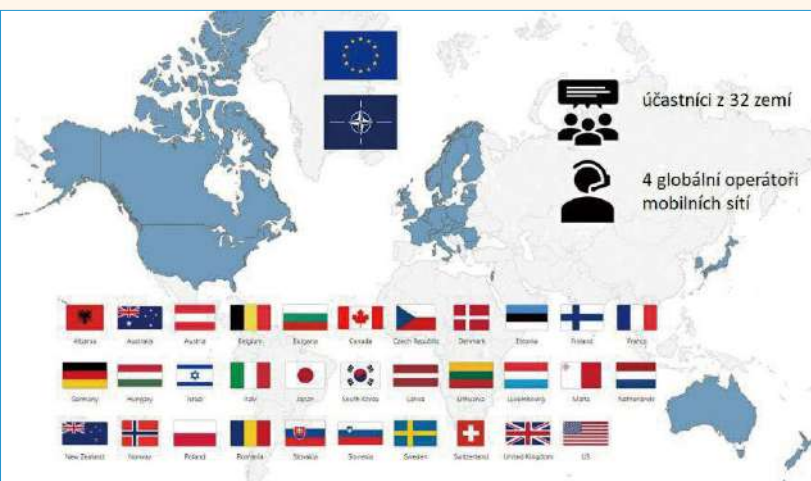 účastníci z 32 zemí
4 globální operátoři
mobilních sítí
Albania Australia Austria Belgium Bulgaria Canada Czech Republic Denmark Estonia Finland France
Germany Hungary Israel Italy Japan South Korea Latvia Lithuania Luxembourg Malta Netherlands
New Zealand Norway Poland Romania Slovakia Slovenia Sweden Switzerland United Kingdom US